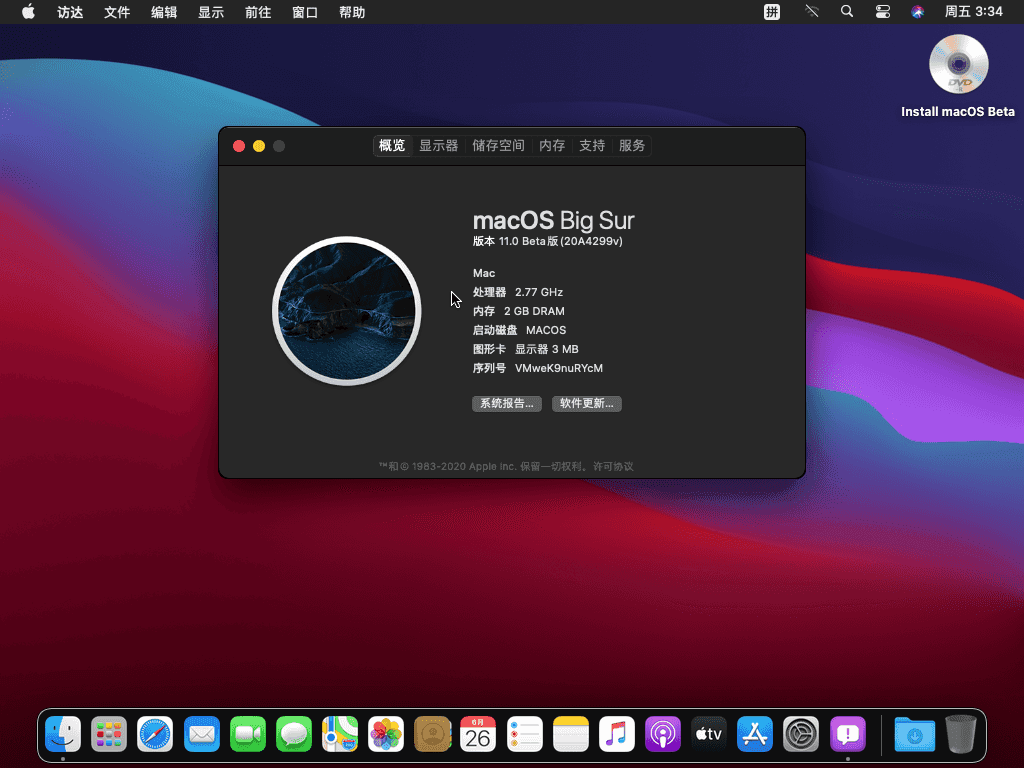 访达 文件 编辑 显示 前往 窗口 帮助 拼 周五 3:34
DVD
Install macOS Beta
概览 显示器 储存空间 内存 支持 服务
macOS Big Sur
版本 11.0 Beta版 (20A4299v)
Mac
处理器 2.77 GHz
内存 2 GB DRAM
启动磁盘 MACOS
图形卡 显示器 3 MB
序列号 VMweK9nuRYcM
系统报告... 软件更新...
™和© 1983-2020 Apple Inc. 保留一切权利。许可协议
6月
26
tv